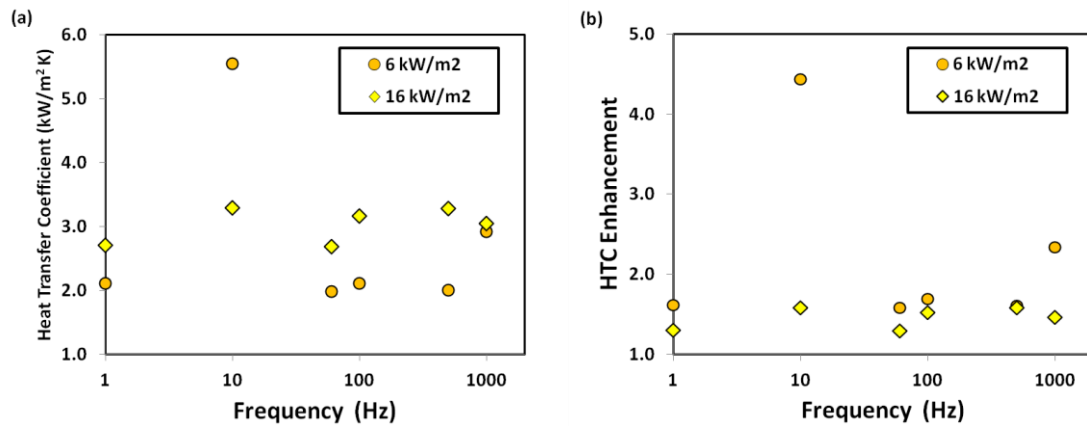 (a)
6.0
5.0
4.0
3.0
2.0
1.0
Heat Transfer Coefficient (kW/m² K)
6 kW/m2
16 kW/m2
1 10 100 1000
Frequency (Hz)
(b)
5.0
4.0
3.0
2.0
1.0
HTC Enhancement
6 kW/m2
16 kW/m2
1 10 100 1000
Frequency (Hz)